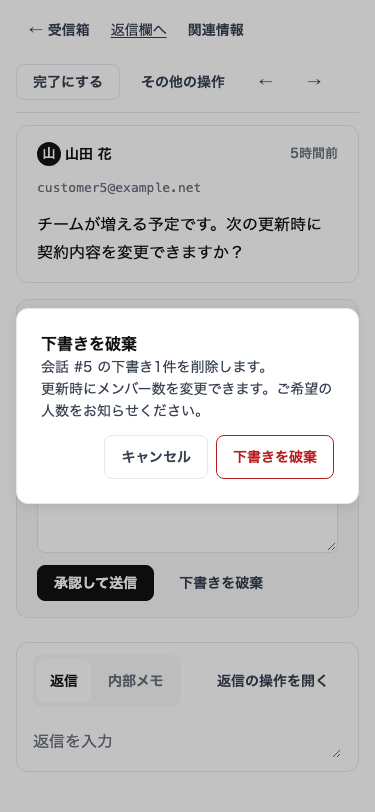 ← 受信箱 返信欄へ 関連情報
完了にする その他の操作 ← →
山 山田 花 5時間前
customer5@example.net
チームが増える予定です。次の更新時に
契約内容を変更できますか？
下書きを破棄
会話 #5 の下書き1件を削除します。
更新時にメンバー数を変更できます。ご希望の
人数をお知らせください。
キャンセル 下書きを破棄
承認して送信 下書きを破棄
返信 内部メモ 返信の操作を開く
返信を入力